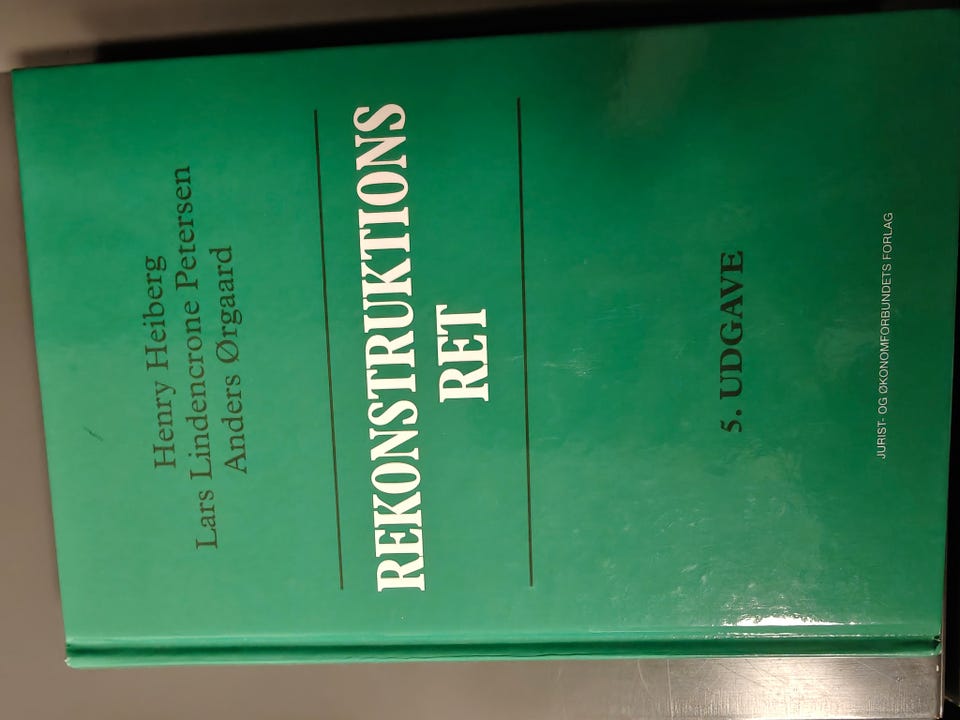 Henry Heiberg
Lars Lindencrone Petersen
Anders Ørgaard
REKONSTRUKTIONS
RET
5. UDGAVE
JURIST- OG ØKONOMFORBUNDETS FORLAG